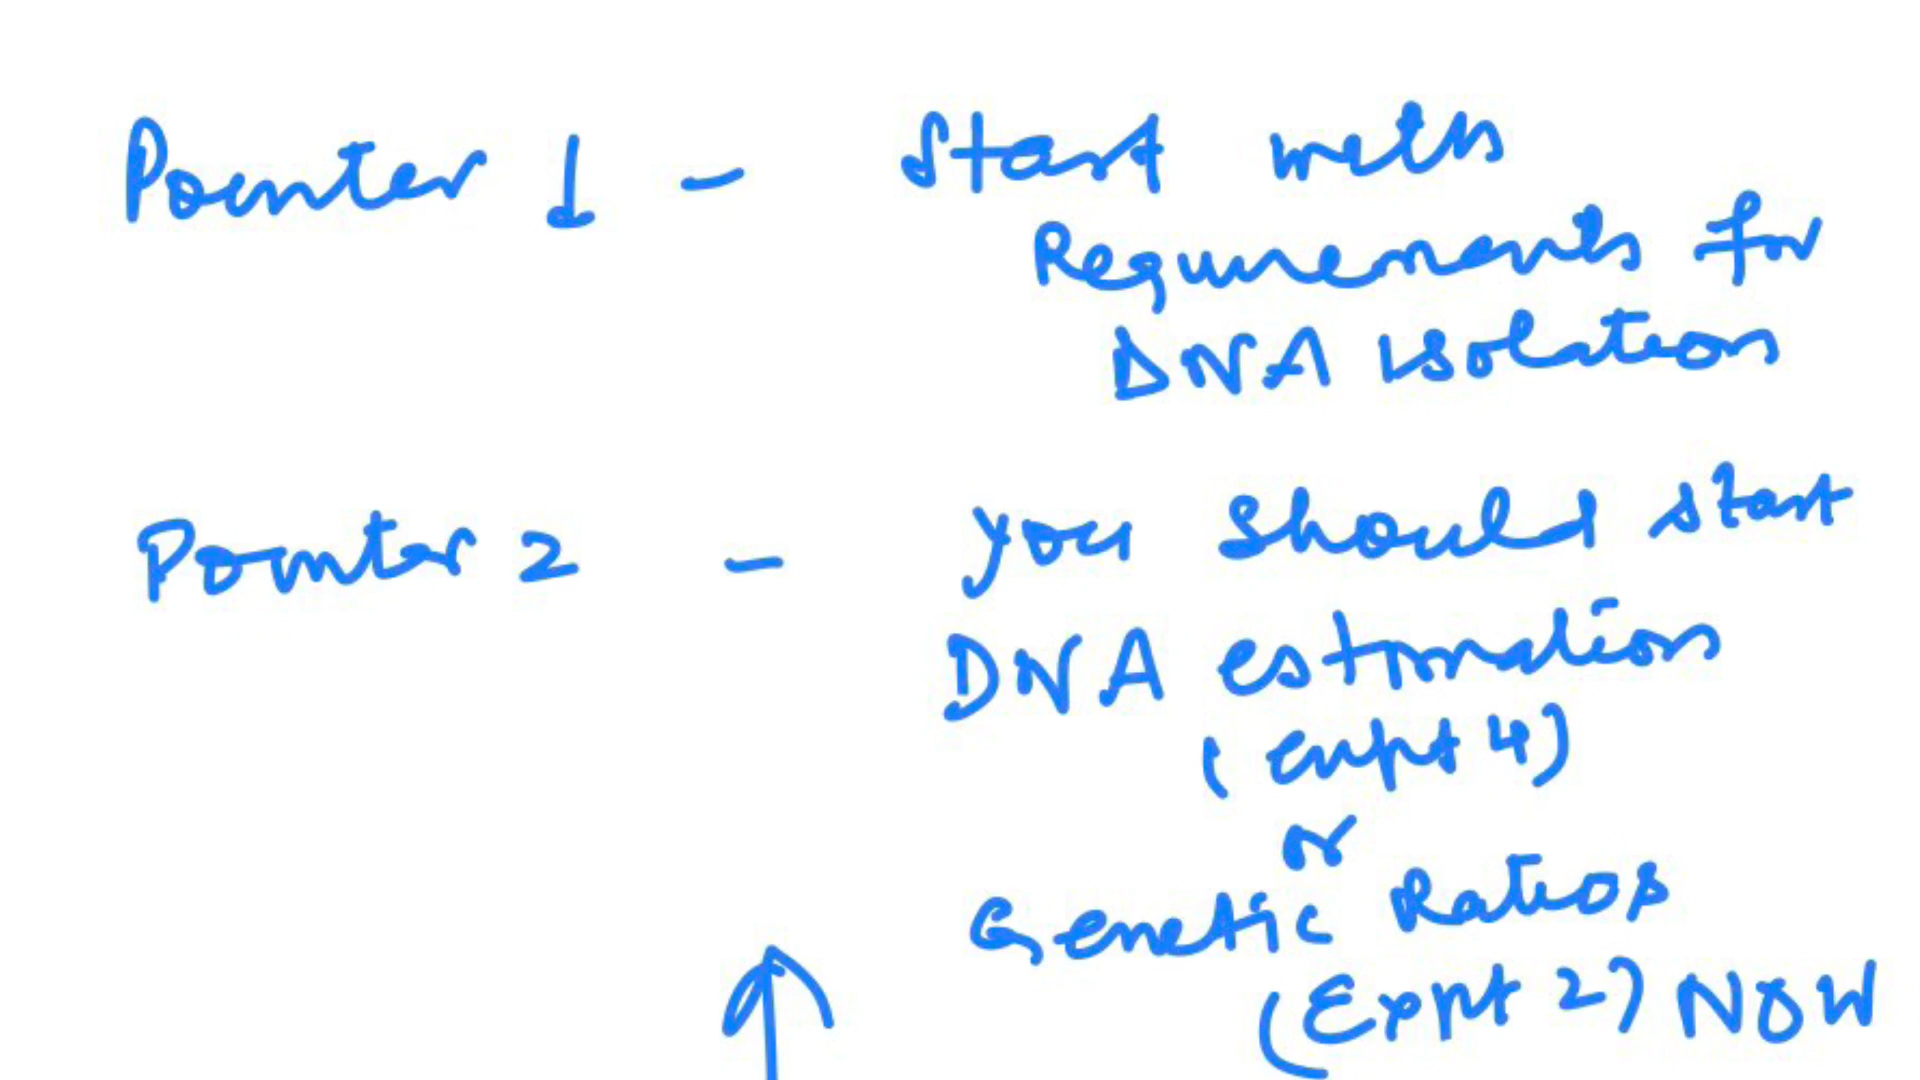 Pointer 1 - Start with
Requirements for
DNA isolation
Pointer 2 - you should start
DNA estimation
(expt 4)
or
Genetic Ratios
(Expt 2) NOW